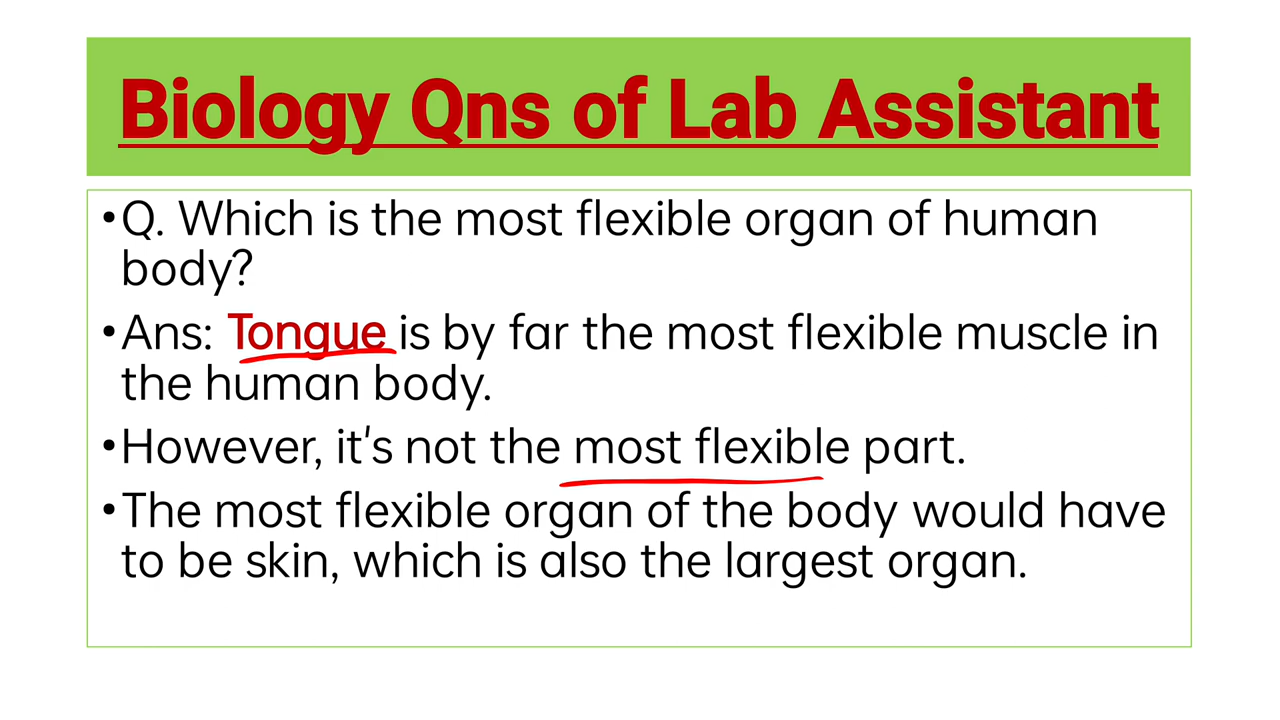 Biology Qns of Lab Assistant
•Q. Which is the most flexible organ of human
body?
•Ans: Tongue is by far the most flexible muscle in
the human body.
•However, it's not the most flexible part.
•The most flexible organ of the body would have
to be skin, which is also the largest organ.